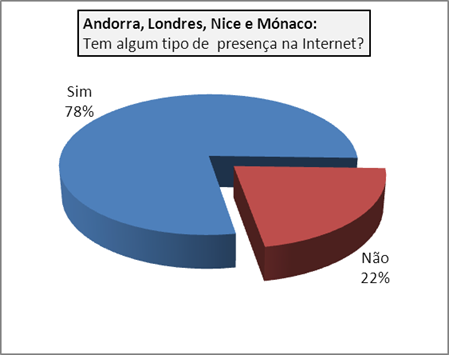 Andorra, Londres, Nice e Mónaco:
Tem algum tipo de presença na Internet?
Sim
78%
Não
22%